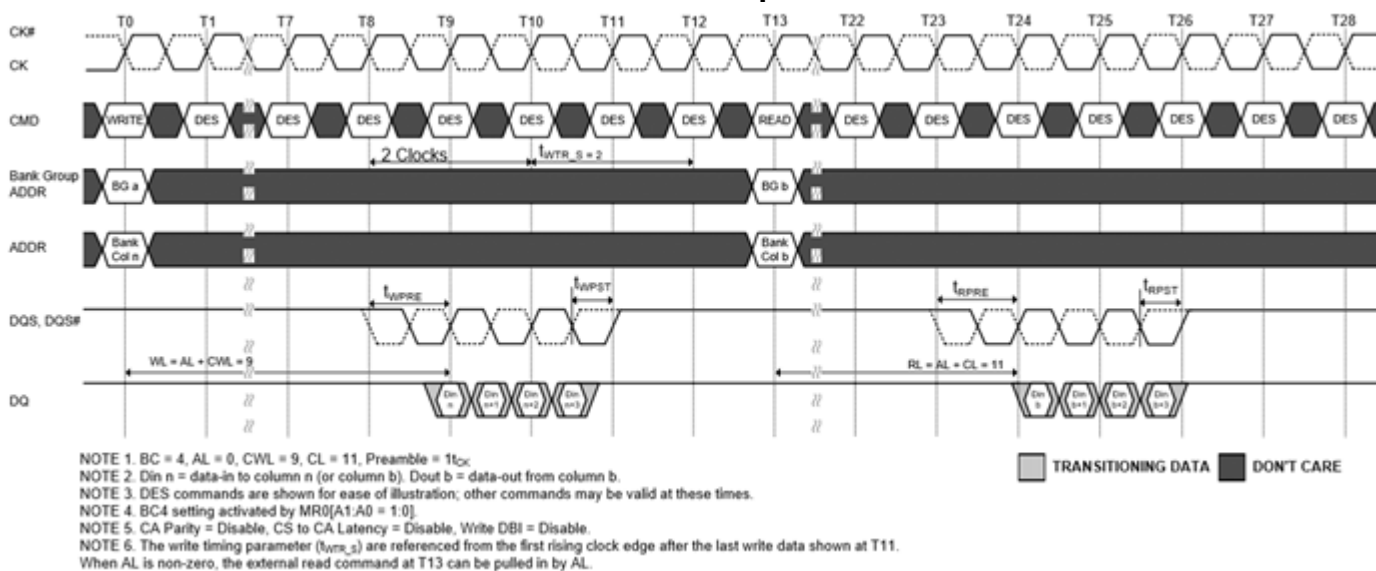 T0 T1 T7 T8 T9 T10 T11 T12 T13 T22 T23 T24 T25 T26 T27 T28
CK#
CK
CMD WRITE DES DES DES DES DES DES DES READ DES DES DES DES DES DES DES
2 Clocks tWTR_S = 2
Bank Group
ADDR
BG a BG b
ADDR
Bank
Col n
Bank
Col b
tWPRE tWPST tRPRE tRPST
DQS, DQS#
WL = AL + CWL = 9 RL = AL + CL = 11
DQ
Din
n
Din
n+1
Din
n+2
Din
n+3
Din
b
Din
b+1
Din
b+2
Din
b+3
NOTE 1. BC = 4, AL = 0, CWL = 9, CL = 11, Preamble = 1tCK
NOTE 2. Din n = data-in to column n (or column b). Dout b = data-out from column b.
NOTE 3. DES commands are shown for ease of illustration; other commands may be valid at these times.
NOTE 4. BC4 setting activated by MR0[A1:A0 = 1:0].
NOTE 5. CA Parity = Disable, CS to CA Latency = Disable, Write DBI = Disable.
NOTE 6. The write timing parameter (tWTR_S) are referenced from the first rising clock edge after the last write data shown at T11.
When AL is non-zero, the external read command at T13 can be pulled in by AL.
TRANSITIONING DATA DON'T CARE